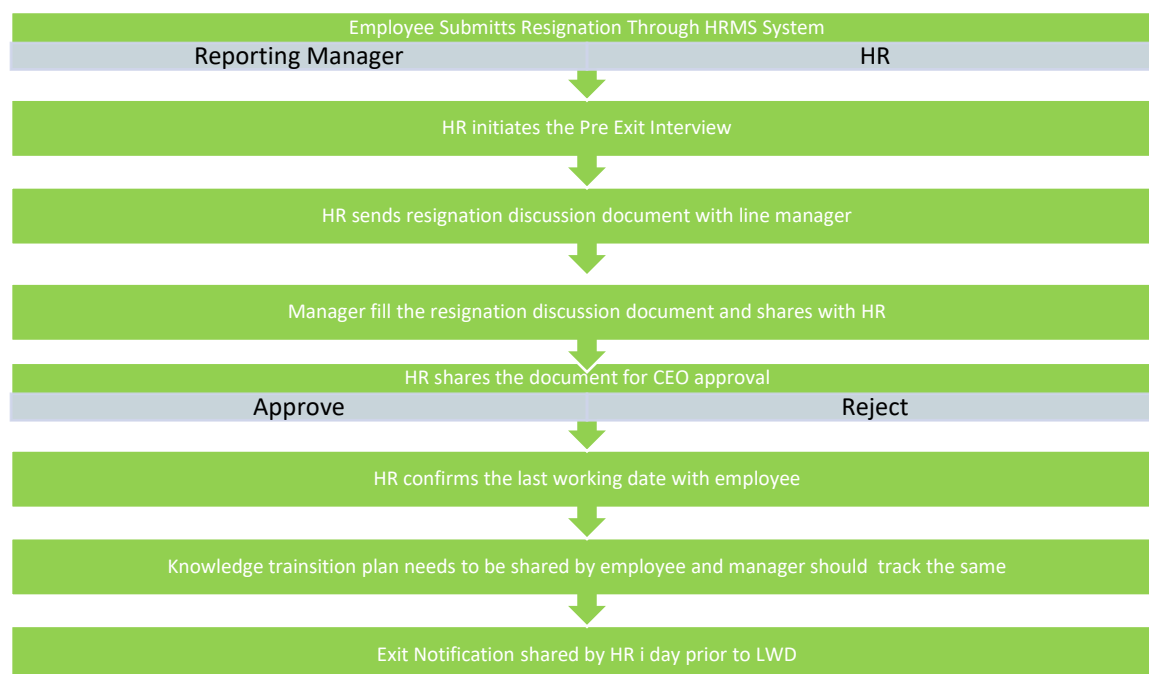 Employee Submitts Resignation Through HRMS System
Reporting Manager
HR
HR initiates the Pre Exit Interview
HR sends resignation discussion document with line manager
Manager fill the resignation discussion document and shares with HR
HR shares the document for CEO approval
Approve
Reject
HR confirms the last working date with employee
Knowledge trainsition plan needs to be shared by employee and manager should track the same
Exit Notification shared by HR i day prior to LWD